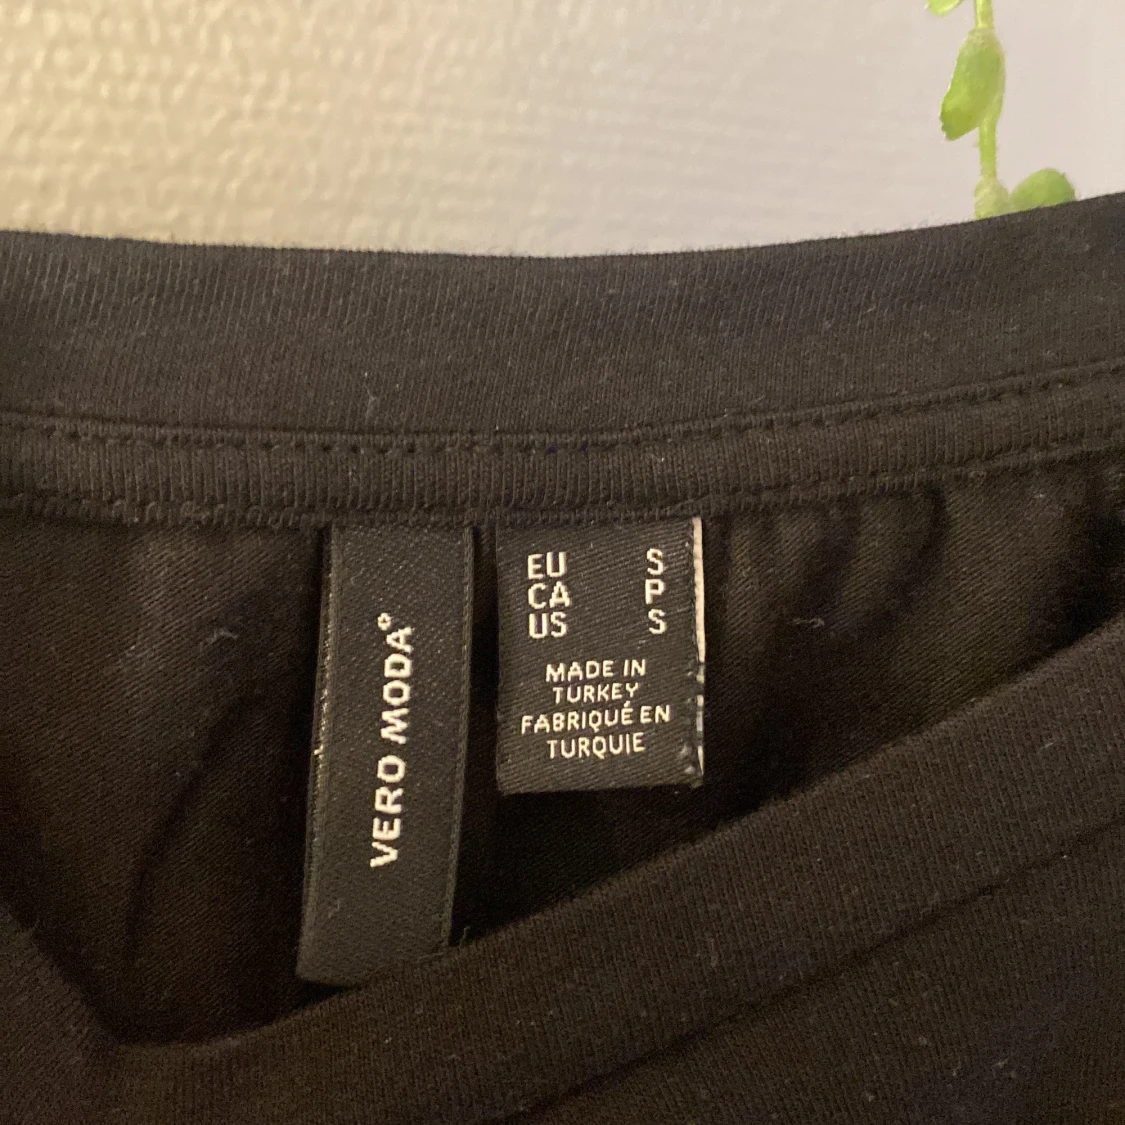 VERO MODA®
EU S
CA P
US S
MADE IN
TURKEY
FABRIQUÉ EN
TURQUIE